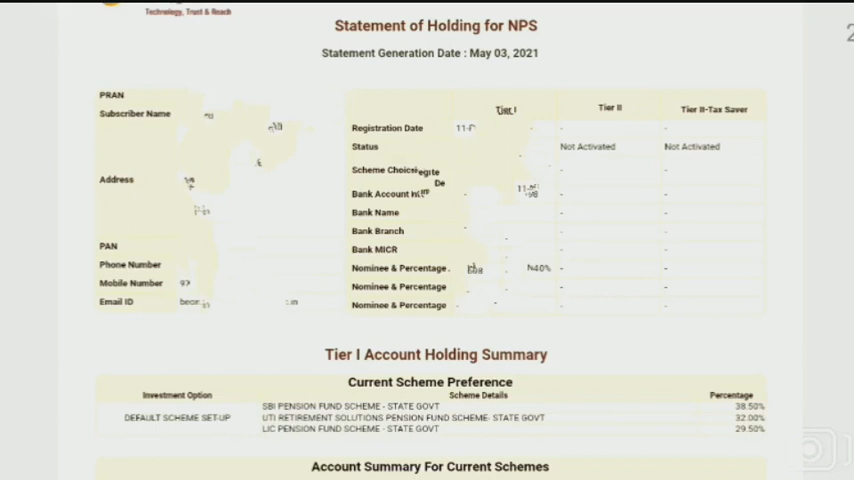 Technology, Trust & Reach
Statement of Holding for NPS
Statement Generation Date : May 03, 2021
PRAN
Subscriber Name
Address
PAN
Phone Number
Mobile Number
Email ID
Tier I Tier II Tier II-Tax Saver
Registration Date - - -
Status Not Activated Not Activated
Scheme - -
Bank Account - - -
Bank Name - -
Bank Branch - - -
Bank MICR - - -
Nominee & Percentage - - -
Nominee & Percentage - -
Nominee & Percentage - - - -
Tier I Account Holding Summary
Current Scheme Preference
Investment Option Scheme Details Percentage
SBI PENSION FUND SCHEME - STATE GOVT 38.50%
DEFAULT SCHEME SET-UP UTI RETIREMENT SOLUTIONS PENSION FUND SCHEME- STATE GOVT 32.00%
LIC PENSION FUND SCHEME - STATE GOVT 29.50%
Account Summary For Current Schemes